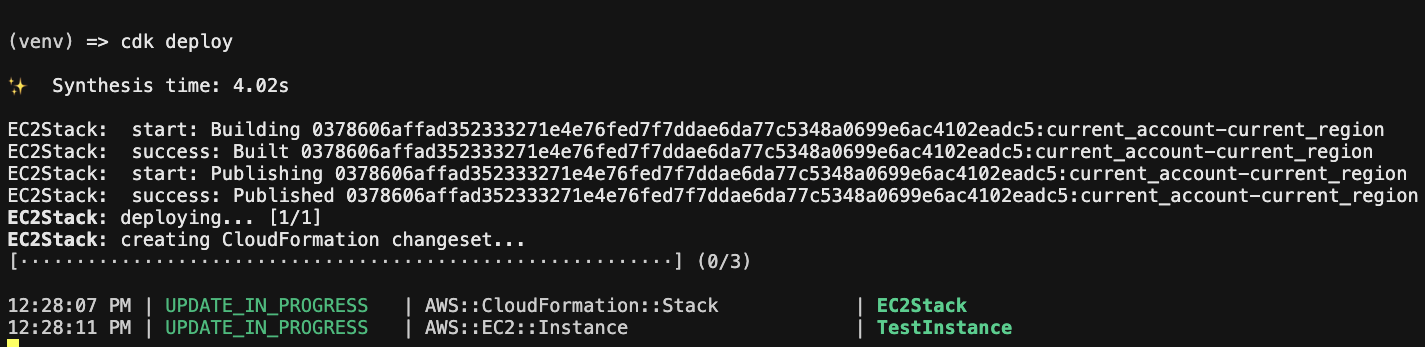 (venv) => cdk deploy
✨  Synthesis time: 4.02s
EC2Stack:  start: Building 0378606affad352333271e4e76fed7f7ddae6da77c5348a0699e6ac4102eadc5:current_account-current_region
EC2Stack:  success: Built 0378606affad352333271e4e76fed7f7ddae6da77c5348a0699e6ac4102eadc5:current_account-current_region
EC2Stack:  start: Publishing 0378606affad352333271e4e76fed7f7ddae6da77c5348a0699e6ac4102eadc5:current_account-current_region
EC2Stack:  success: Published 0378606affad352333271e4e76fed7f7ddae6da77c5348a0699e6ac4102eadc5:current_account-current_region
EC2Stack: deploying... [1/1]
EC2Stack: creating CloudFormation changeset...
[··························································] (0/3)
12:28:07 PM | UPDATE_IN_PROGRESS   | AWS::CloudFormation::Stack            | EC2Stack
12:28:11 PM | UPDATE_IN_PROGRESS   | AWS::EC2::Instance                    | TestInstance